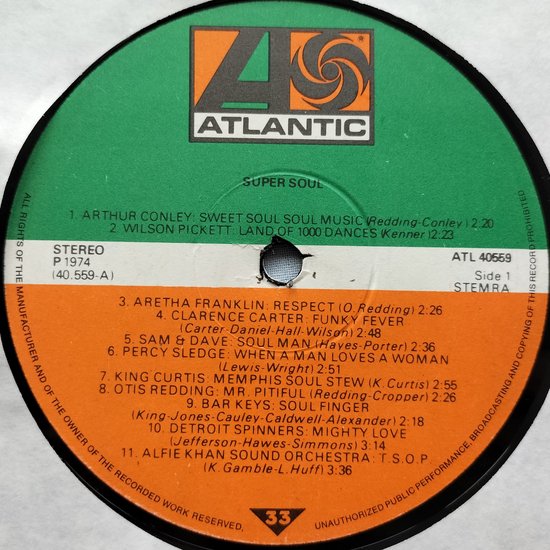 ATLANTIC
SUPER SOUL
1. ARTHUR CONLEY: SWEET SOUL SOUL MUSIC (Redding-Conley) 2:20
2. WILSON PICKETT: LAND OF 1000 DANCES (Kenner) 2:23
STEREO
P 1974
(40.559-A)
ATL 40559
Side 1
STEMRA
3. ARETHA FRANKLIN: RESPECT (O. Redding) 2:26
4. CLARENCE CARTER: FUNKY FEVER
(Carter-Daniel-Hall-Wilson) 2:48
5. SAM & DAVE: SOUL MAN (Hayes-Porter) 2:36
6. PERCY SLEDGE: WHEN A MAN LOVES A WOMAN
(Lewis-Wright) 2:51
7. KING CURTIS: MEMPHIS SOUL STEW (K. Curtis) 2:55
8. OTIS REDDING: MR. PITIFUL (Redding-Cropper) 2:26
9. BAR KEYS: SOUL FINGER
(King-Jones-Cauley-Caldwell-Alexander) 2:18
10. DETROIT SPINNERS: MIGHTY LOVE
(Jefferson-Hawes-Simmons) 3:14
11. ALFIE KHAN SOUND ORCHESTRA: T.S.O.P.
(K. Gamble-L. Huff) 3:36
33
ALL RIGHTS OF THE MANUFACTURER AND OF THE OWNER OF THE RECORDED WORK RESERVED,
UNAUTHORIZED PUBLIC PERFORMANCE, BROADCASTING AND COPYING OF THIS RECORD PROHIBITED